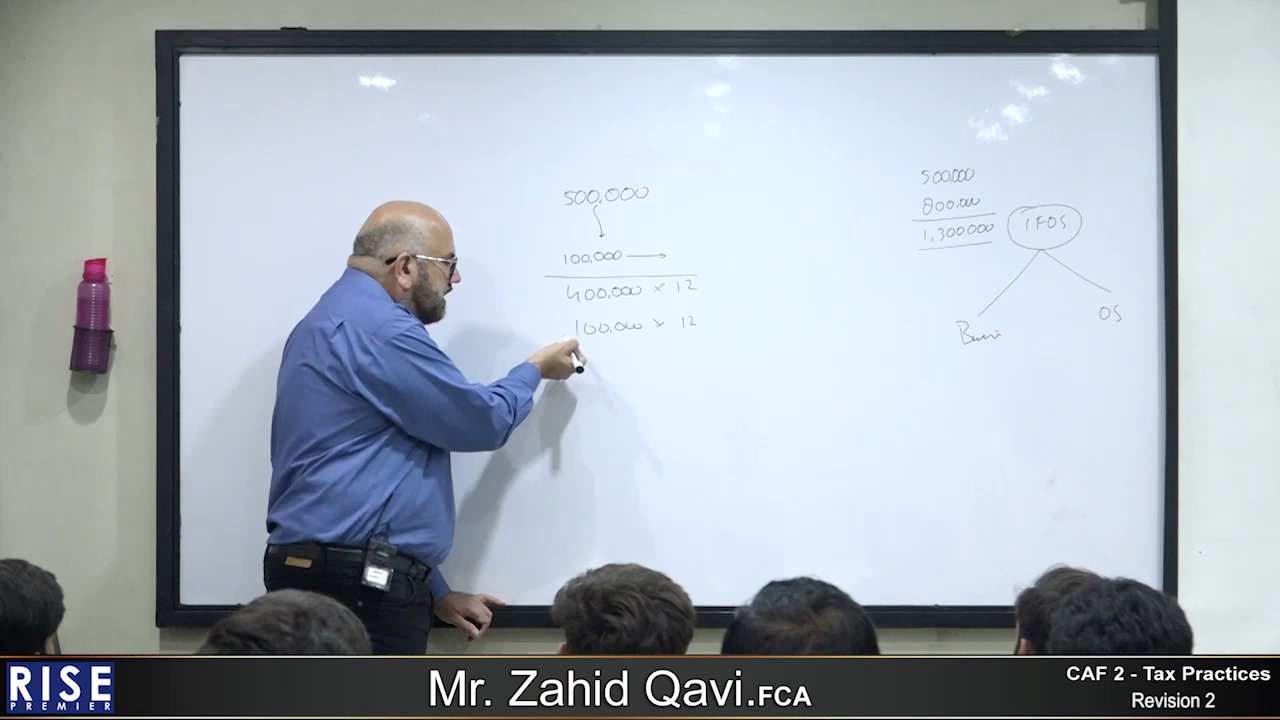 500,000
100,000
400,000 × 12
100,000 × 12
500,000
800,000
1,300,000
IFOS
OS
RISE
PREMIER
Mr. Zahid Qavi.FCA
CAF 2 - Tax Practices
Revision 2